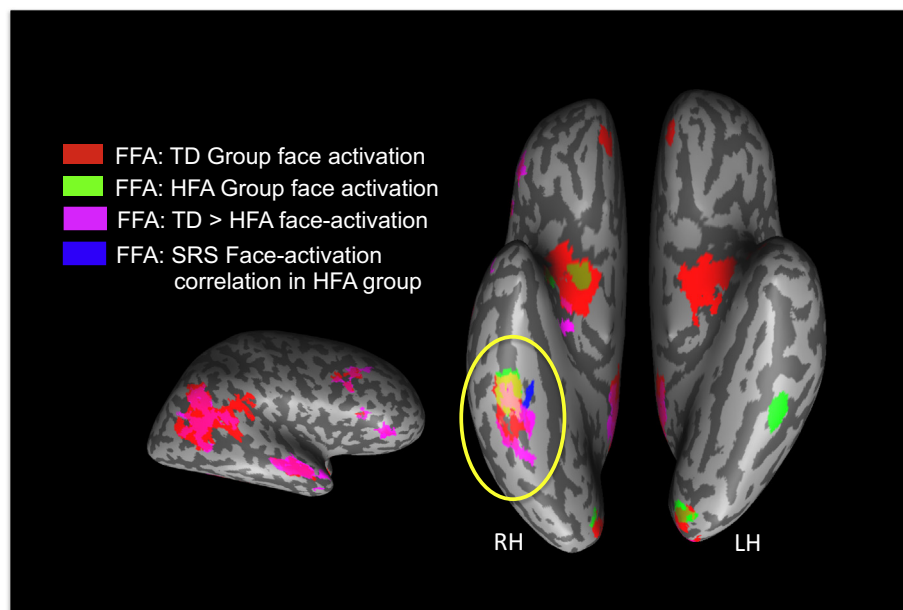 FFA: TD Group face activation
FFA: HFA Group face activation
FFA: TD > HFA face-activation
FFA: SRS Face-activation
correlation in HFA group
RH
LH